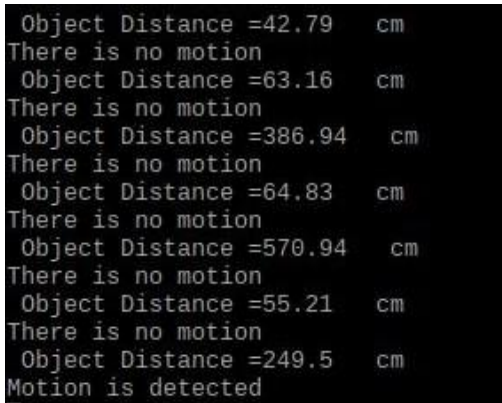 Object Distance =42.79 cm
There is no motion
Object Distance =63.16 cm
There is no motion
Object Distance =386.94 cm
There is no motion
Object Distance =64.83 cm
There is no motion
Object Distance =570.94 cm
There is no motion
Object Distance =55.21 cm
There is no motion
Object Distance =249.5 cm
Motion is detected